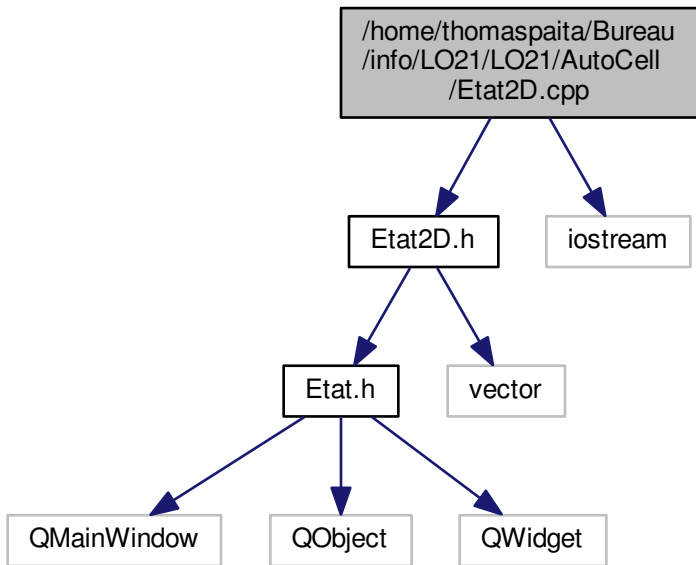 /home/thomaspaita/Bureau
/info/LO21/LO21/AutoCell
/Etat2D.cpp
Etat2D.h
iostream
Etat.h
vector
QMainWindow
QObject
QWidget